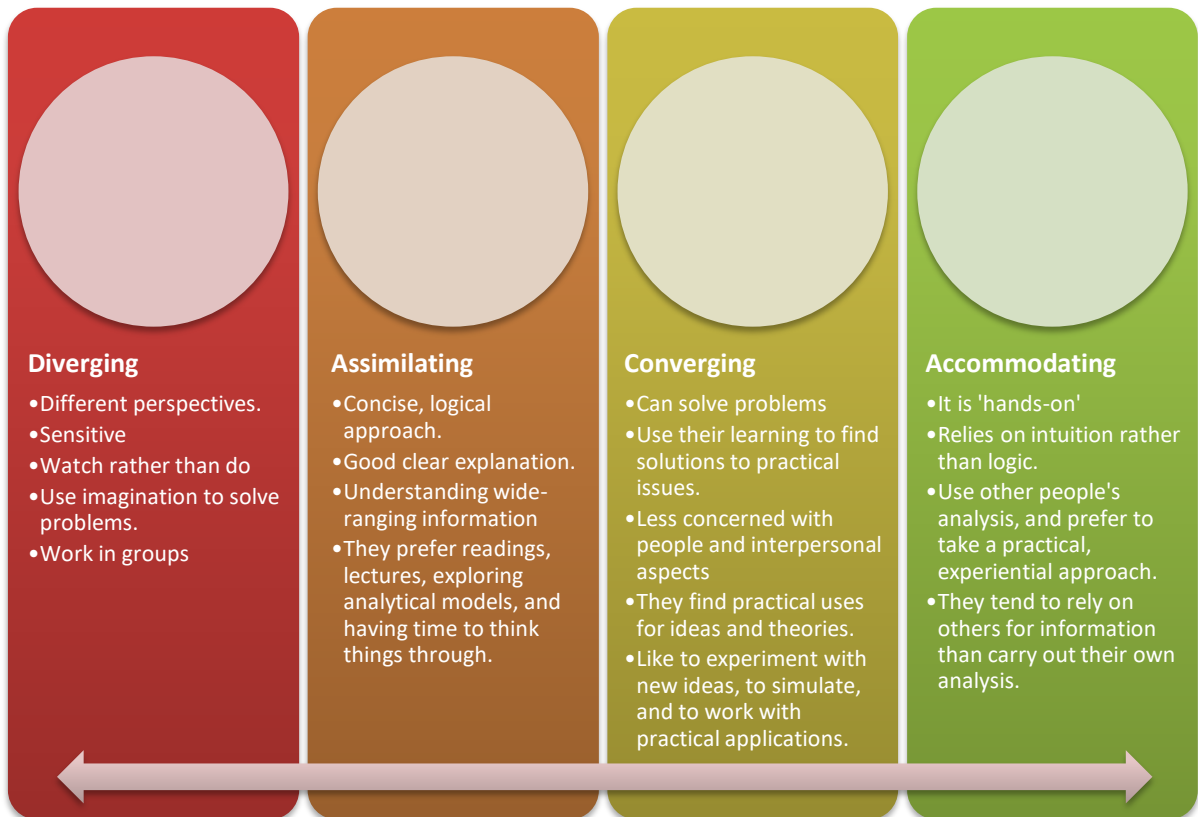 Diverging
•Different perspectives.
•Sensitive
•Watch rather than do
•Use imagination to solve
problems.
•Work in groups
Assimilating
•Concise, logical
approach.
•Good clear explanation.
•Understanding wide-
ranging information
•They prefer readings,
lectures, exploring
analytical models, and
having time to think
things through.
Converging
•Can solve problems
•Use their learning to find
solutions to practical
issues.
•Less concerned with
people and interpersonal
aspects
•They find practical uses
for ideas and theories.
•Like to experiment with
new ideas, to simulate,
and to work with
practical applications.
Accommodating
•It is 'hands-on'
•Relies on intuition rather
than logic.
•Use other people's
analysis, and prefer to
take a practical,
experiential approach.
•They tend to rely on
others for information
than carry out their own
analysis.